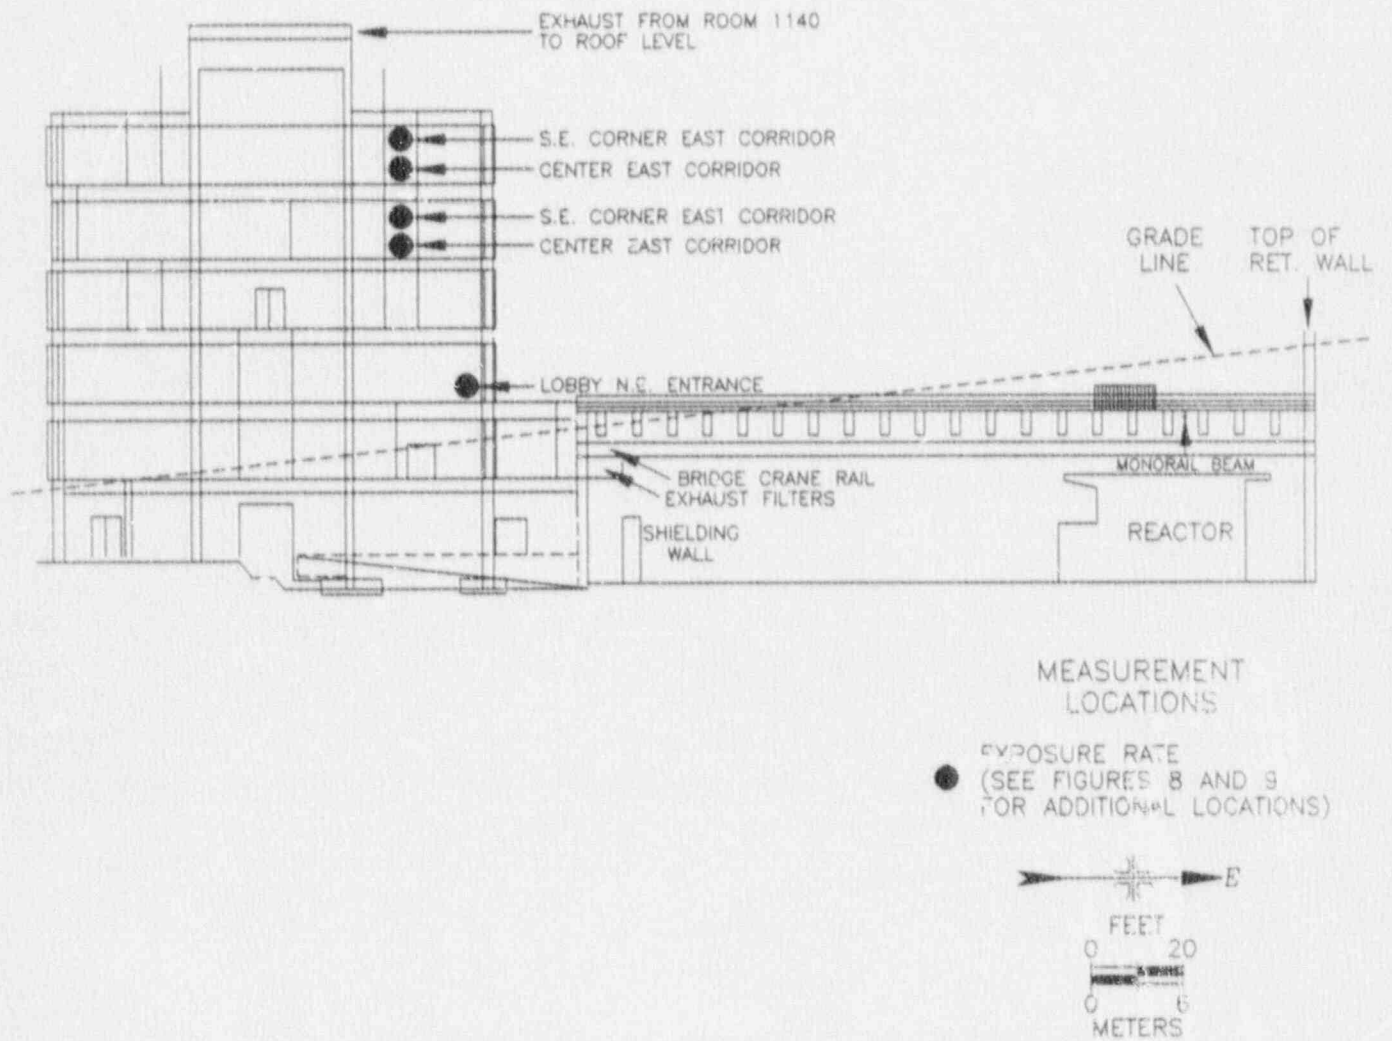 EXHAUST FROM ROOM 1140
TO ROOF LEVEL
S.E. CORNER EAST CORRIDOR
CENTER EAST CORRIDOR
S.E. CORNER EAST CORRIDOR
CENTER EAST CORRIDOR
GRADE
LINE
TOP OF
RET. WALL
LOBBY N.E. ENTRANCE
MONORAIL BEAM
BRIDGE CRANE RAIL
EXHAUST FILTERS
SHIELDING
WALL
REACTOR
MEASUREMENT
LOCATIONS
EXPOSURE RATE
(SEE FIGURES 8 AND 9
FOR ADDITIONAL LOCATIONS)
E
FEET
0 20
0 6
METERS